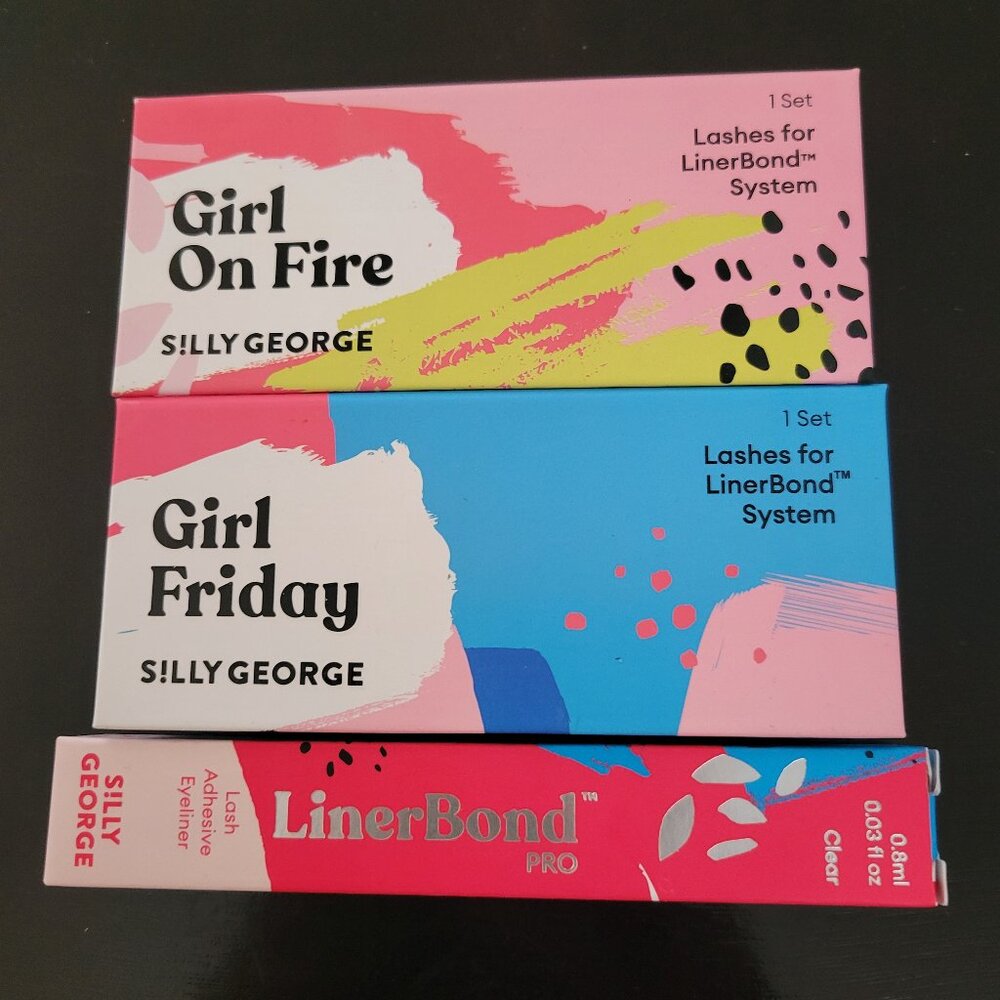 1 Set
Lashes for
LinerBond™
System
Girl
On Fire
S!LLY GEORGE
1 Set
Lashes for
LinerBond™
System
Girl
Friday
S!LLY GEORGE
S!LLY
GEORGE
Lash
Adhesive
Eyeliner
LinerBond™
PRO
0.8ml
0.03 fl oz
Clear